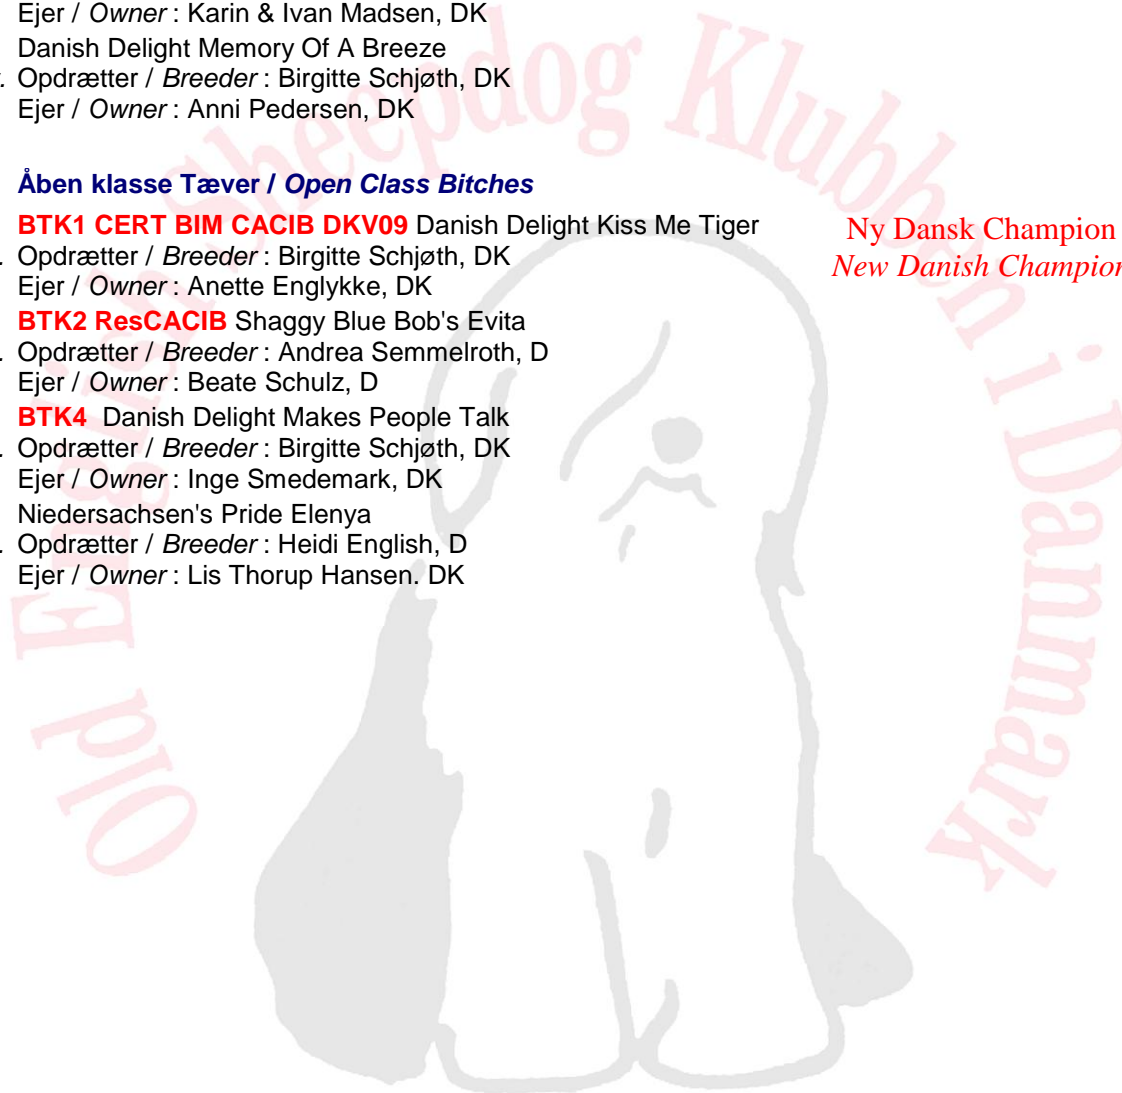 Ejer / Owner : Karin & Ivan Madsen, DK
Danish Delight Memory Of A Breeze
. Opdrætter / Breeder : Birgitte Schjøth, DK
Ejer / Owner : Anni Pedersen, DK
Åben klasse Tæver / Open Class Bitches
BTK1 CERT BIM CACIB DKV09 Danish Delight Kiss Me Tiger
Ny Dansk Champion
. Opdrætter / Breeder : Birgitte Schjøth, DK
New Danish Champion
Ejer / Owner : Anette Englykke, DK
BTK2 ResCACIB Shaggy Blue Bob's Evita
. Opdrætter / Breeder : Andrea Semmelroth, D
Ejer / Owner : Beate Schulz, D
BTK4 Danish Delight Makes People Talk
. Opdrætter / Breeder : Birgitte Schjøth, DK
Ejer / Owner : Inge Smedemark, DK
Niedersachsen's Pride Elenya
. Opdrætter / Breeder : Heidi English, D
Ejer / Owner : Lis Thorup Hansen. DK
Old English Sheepdog Klubben i Danmark